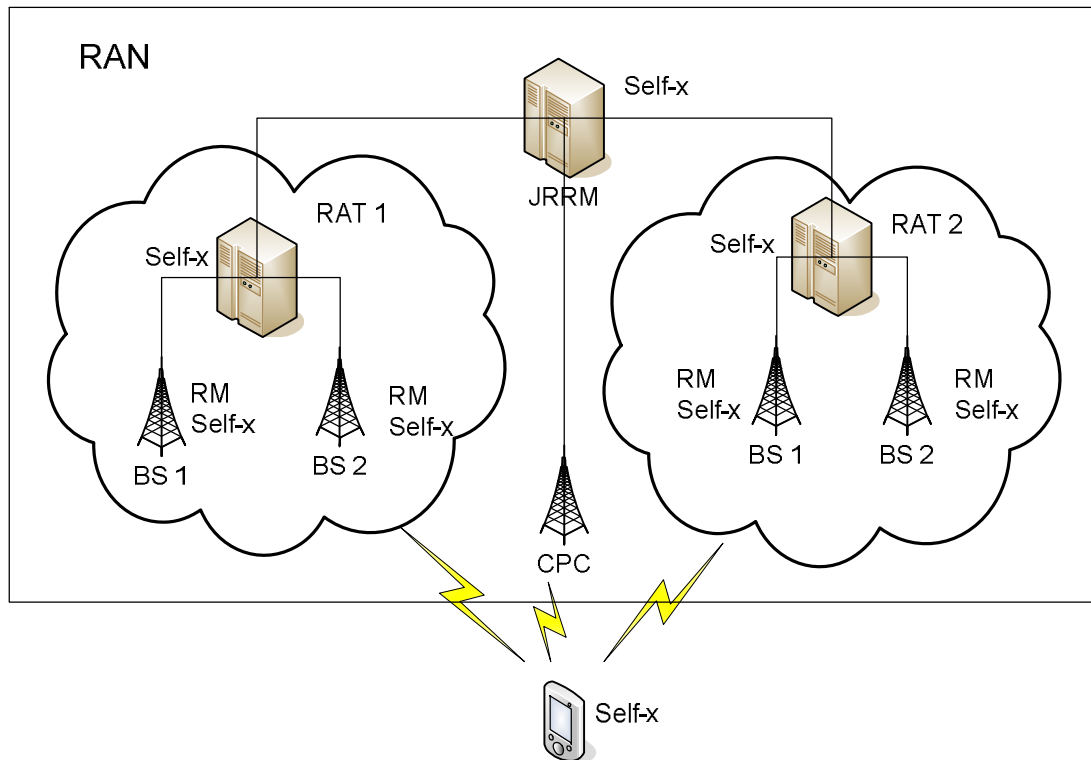 RAN
Self-x
JRRM
RAT 1
Self-x
RM
Self-x
BS 1
RM
Self-x
BS 2
RAT 2
Self-x
RM
Self-x
BS 1
RM
Self-x
BS 2
CPC
Self-x